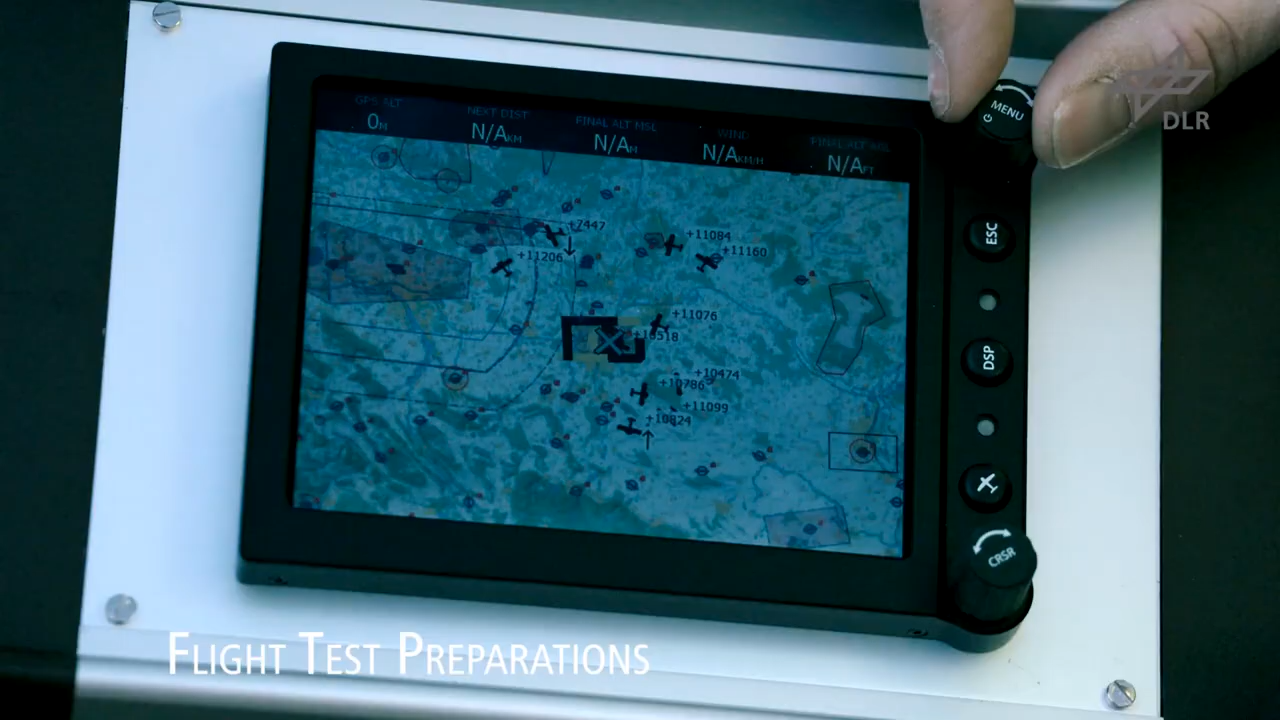 GPS ALT
0M
NEXT DIST
N/AKM
FINAL ALT MSL
N/AM
WIND
N/AKM/H
FINAL ALT AGL
N/AFT
MENU
DLR
+7447
+11084
+11206
+11160
ESC
+11076
+10518
DSP
+10474
+10786
+11099
+10824
CRSR
FLIGHT TEST PREPARATIONS